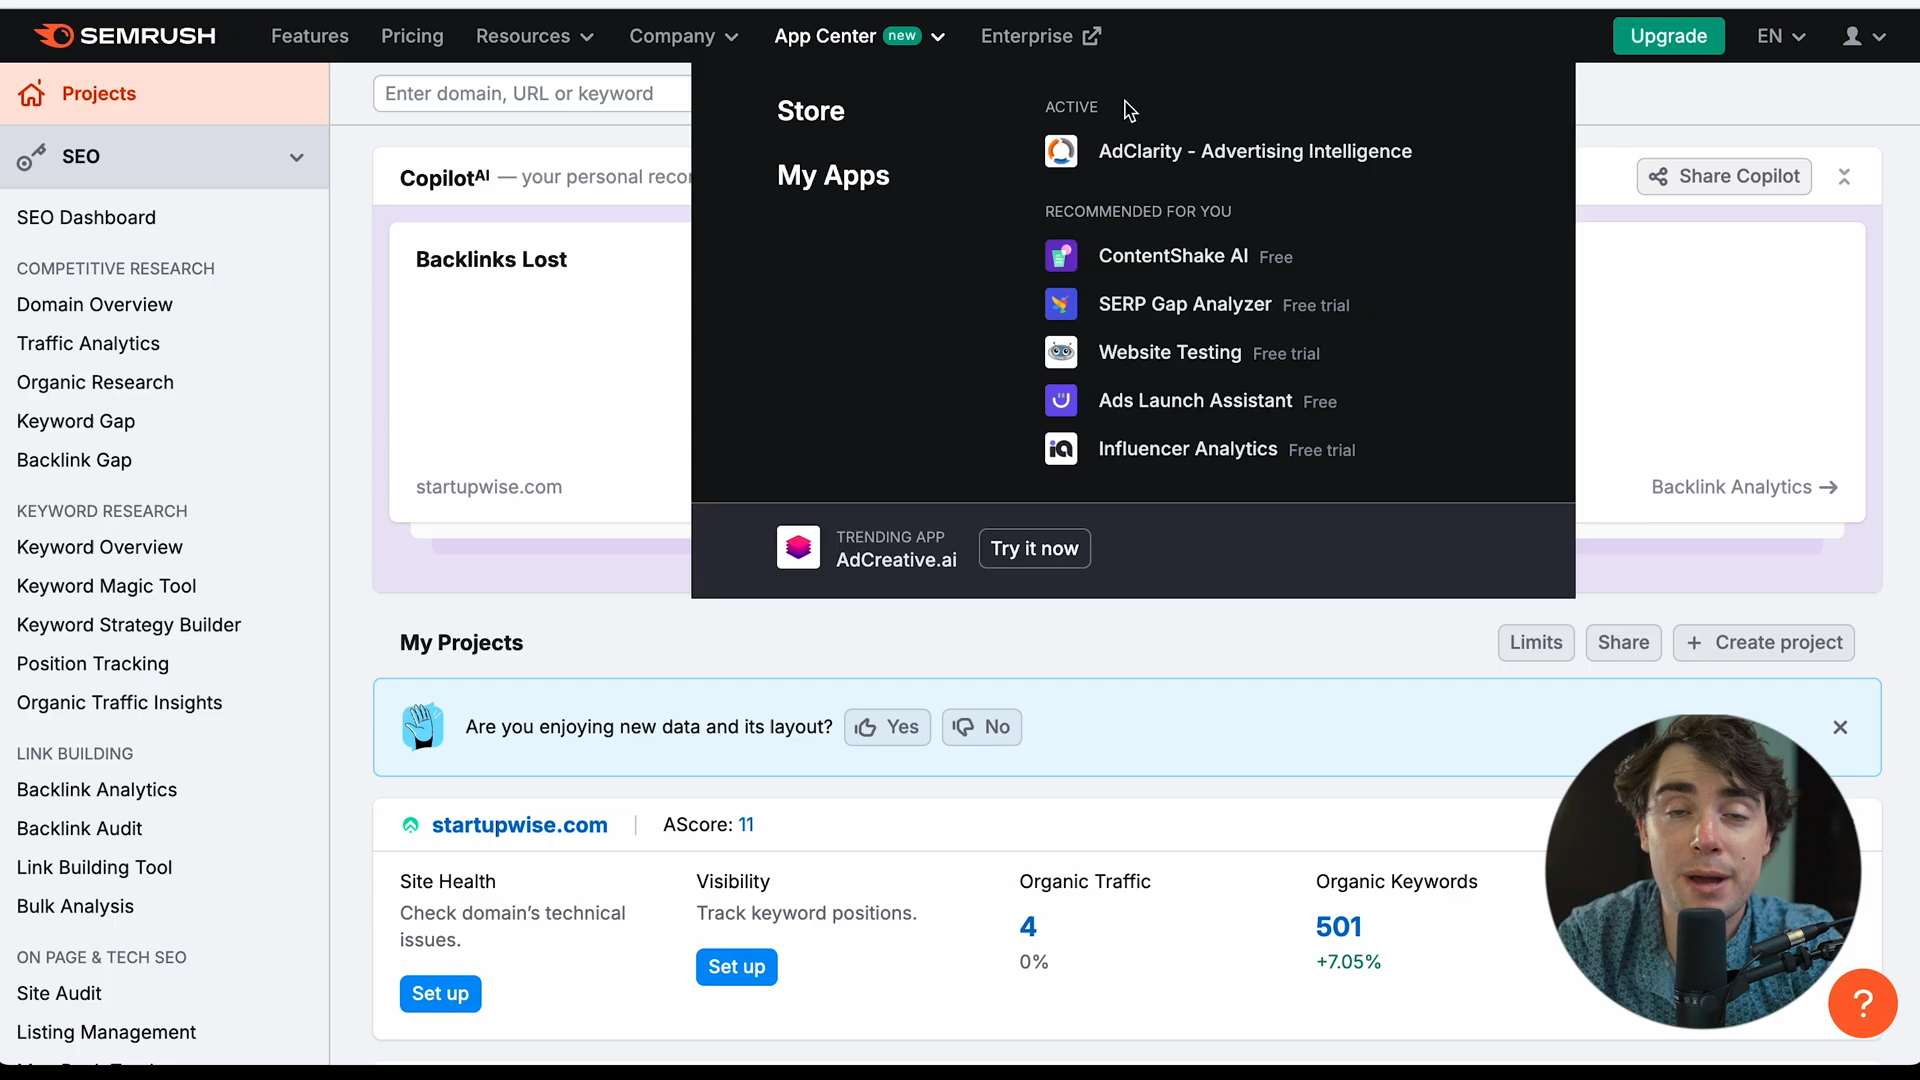 SEMRUSH
Features
Pricing
Resources
Company
App Center new
Enterprise
Upgrade
EN
Projects
SEO
SEO Dashboard
COMPETITIVE RESEARCH
Domain Overview
Traffic Analytics
Organic Research
Keyword Gap
Backlink Gap
KEYWORD RESEARCH
Keyword Overview
Keyword Magic Tool
Keyword Strategy Builder
Position Tracking
Organic Traffic Insights
LINK BUILDING
Backlink Analytics
Backlink Audit
Link Building Tool
Bulk Analysis
ON PAGE & TECH SEO
Site Audit
Listing Management
Enter domain, URL or keyword
Store
My Apps
ACTIVE
AdClarity - Advertising Intelligence
RECOMMENDED FOR YOU
ContentShake AI Free
SERP Gap Analyzer Free trial
Website Testing Free trial
Ads Launch Assistant Free
Influencer Analytics Free trial
TRENDING APP
AdCreative.ai
Try it now
Copilot AI — your personal
Share Copilot
Backlinks Lost
startupwise.com
Backlink Analytics →
My Projects
Limits
Share
+ Create project
Are you enjoying new data and its layout?
Yes
No
startupwise.com
AScore: 11
Site Health
Check domain’s technical
issues.
Set up
Visibility
Track keyword positions.
Set up
Organic Traffic
4
0%
Organic Keywords
501
+7.05%
?